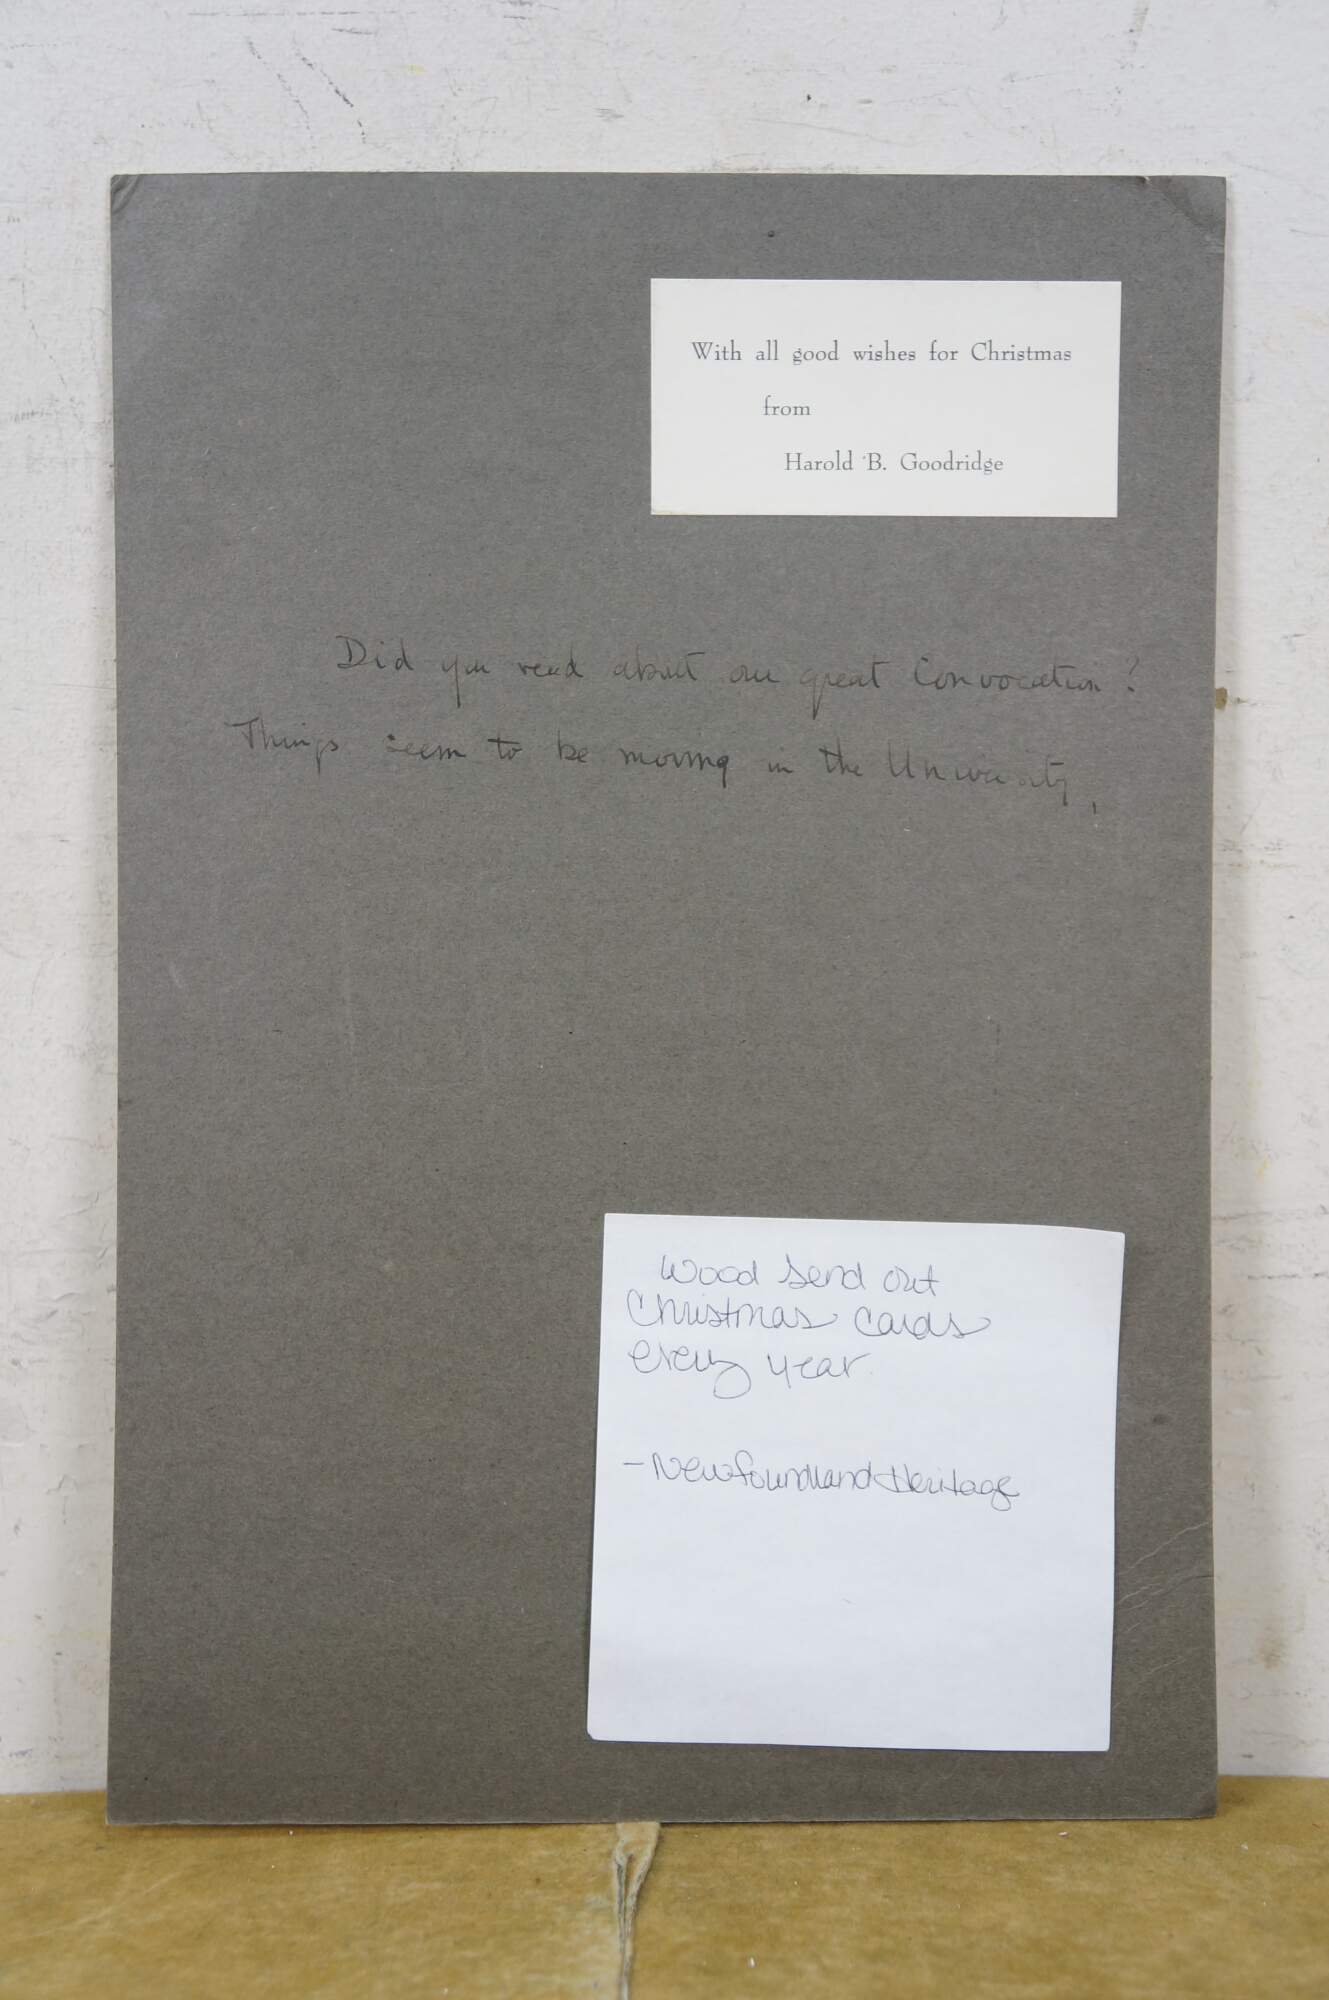 With all good wishes for Christmas
from
Harold B. Goodridge
Did you read about our great Convocation?
Things seem to be moving in the University.
Wood send out
Christmas cards
every year
- Newfoundland Heritage